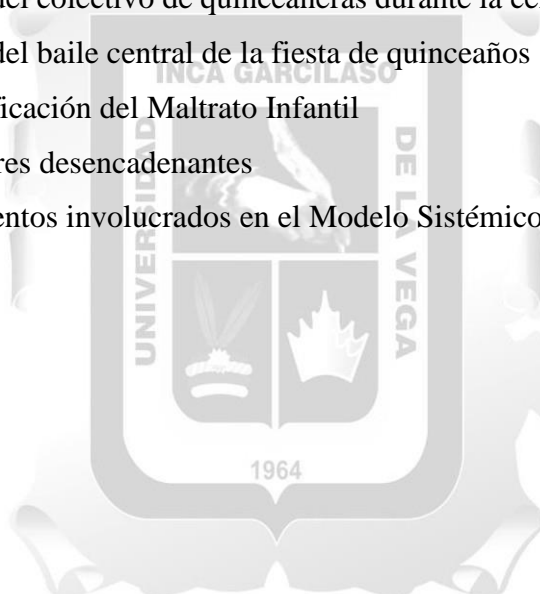 del colectivo de quinceañeras durante la
del baile central de la fiesta de quinceaños
INCA GARCILASO
ficación del Maltrato Infantil
res desencadenantes
entos involucrados en el Modelo Sistémico
UNIVERSIDAD
DE LA VEGA
1964